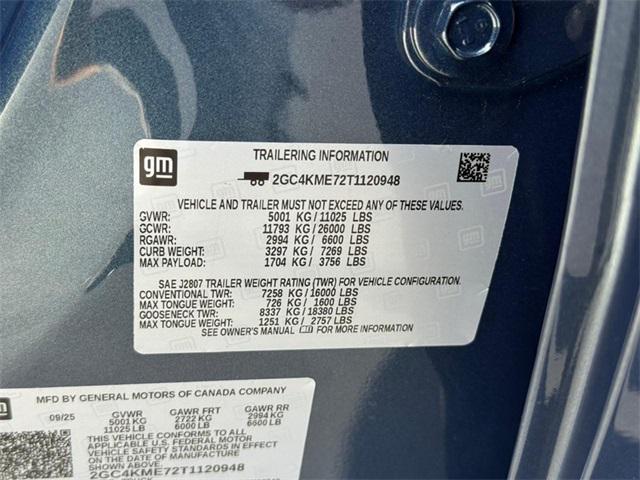 gm
TRAILERING INFORMATION
2GC4KME72T1120948
VEHICLE AND TRAILER MUST NOT EXCEED ANY OF THESE VALUES.
GVWR: 5001 KG / 11025 LBS
GCWR: 11793 KG / 26000 LBS
RGAWR: 2994 KG / 6600 LBS
CURB WEIGHT: 3297 KG / 7269 LBS
MAX PAYLOAD: 1704 KG / 3756 LBS
SAE J2807 TRAILER WEIGHT RATING (TWR) FOR VEHICLE CONFIGURATION.
CONVENTIONAL TWR: 7258 KG / 16000 LBS
MAX TONGUE WEIGHT: 726 KG / 1600 LBS
GOOSENECK TWR: 8337 KG / 18380 LBS
MAX TONGUE WEIGHT: 1251 KG / 2757 LBS
SEE OWNER'S MANUAL FOR MORE INFORMATION
MFD BY GENERAL MOTORS OF CANADA COMPANY
09/25 GVWR GAWR FRT GAWR RR
5001 KG 2722 KG 2994 KG
11025 LB 6000 LB 6600 LB
THIS VEHICLE CONFORMS TO ALL
APPLICABLE U.S. FEDERAL MOTOR
VEHICLE SAFETY STANDARDS IN EFFECT
ON THE DATE OF MANUFACTURE
SHOWN ABOVE.
2GC4KME72T1120948